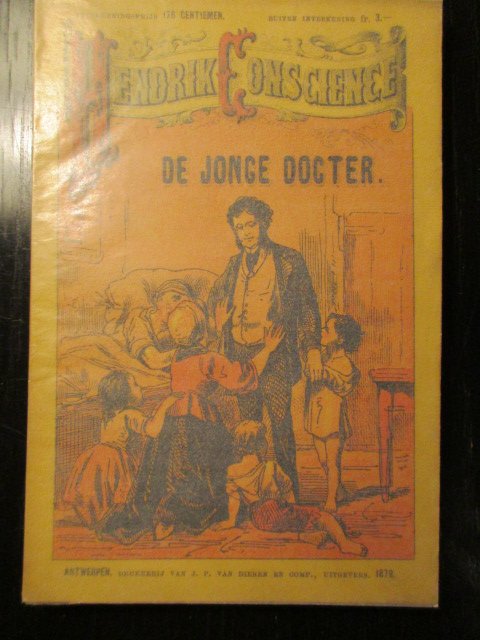 176 CENTIEMEN. BUITEN INTEEKENING fr. 3.—
HENDRIK CONSCIENCE
DE JONGE DOCTER.
ANTWERPEN. DRUKKERIJ VAN J. P. VAN DIEREN EN COMP., UITGEVERS. 1879.